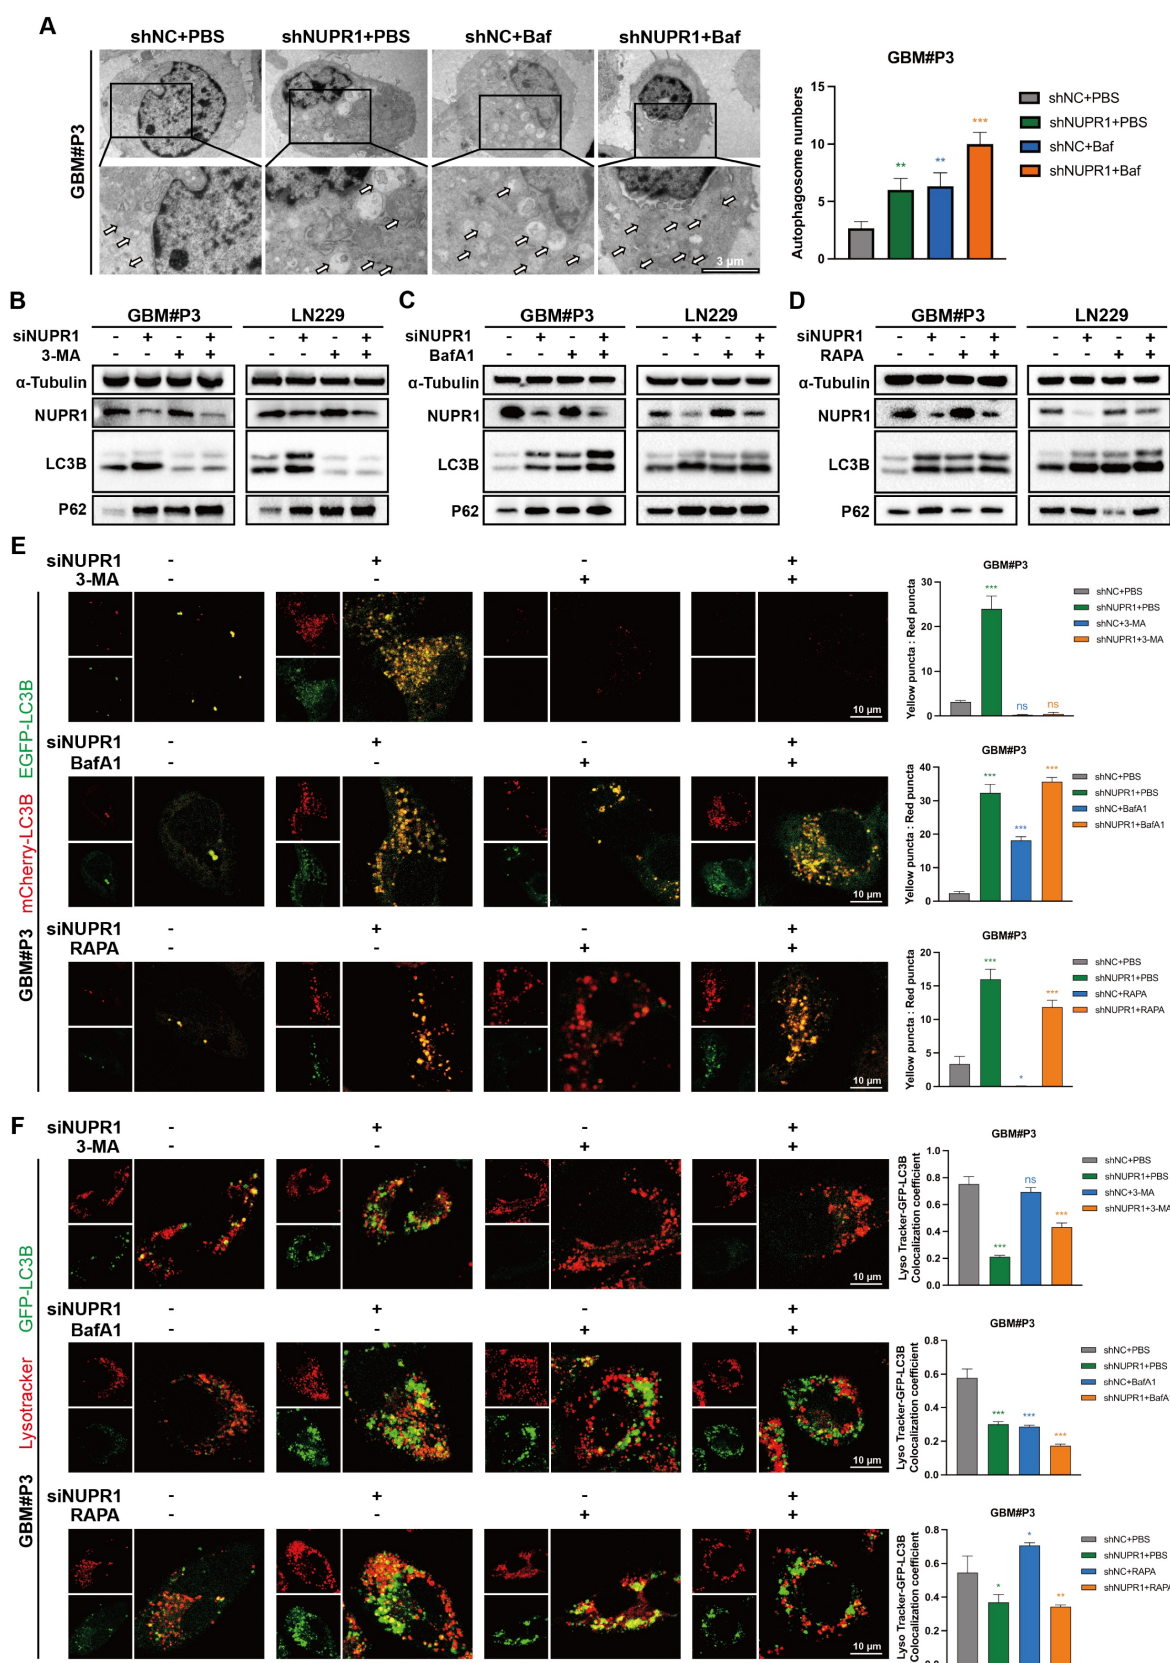 A
shNC+PBS shNUPR1+PBS shNC+Baf shNUPR1+Baf
GBM#P3
3 μm
GBM#P3
Autophagosome numbers
15
10
5
0
** ** ***
shNC+PBS
shNUPR1+PBS
shNC+Baf
shNUPR1+Baf
B
GBM#P3 LN229
siNUPR1 - + - + - + - +
3-MA - - + + - - + +
α-Tubulin
NUPR1
LC3B
P62
C
GBM#P3 LN229
siNUPR1 - + - + - + - +
BafA1 - - + + - - + +
α-Tubulin
NUPR1
LC3B
P62
D
GBM#P3 LN229
siNUPR1 - + - + - + - +
RAPA - - + + - - + +
α-Tubulin
NUPR1
LC3B
P62
E
GBM#P3 mCherry-LC3B EGFP-LC3B
siNUPR1 - + - +
3-MA - - + +
10 μm
GBM#P3
Yellow puncta : Red puncta
30
20
10
0
*** ns ns
shNC+PBS
shNUPR1+PBS
shNC+3-MA
shNUPR1+3-MA
siNUPR1 - + - +
BafA1 - - + +
10 μm
GBM#P3
Yellow puncta : Red puncta
40
30
20
10
0
*** *** ***
shNC+PBS
shNUPR1+PBS
shNC+BafA1
shNUPR1+BafA1
siNUPR1 - + - +
RAPA - - + +
10 μm
GBM#P3
Yellow puncta : Red puncta
20
15
10
5
0
*** * ***
shNC+PBS
shNUPR1+PBS
shNC+RAPA
shNUPR1+RAPA
F
GBM#P3 Lysotracker GFP-LC3B
siNUPR1 - + - +
3-MA - - + +
10 μm
GBM#P3
Lyso Tracker-GFP-LC3B
Colocalization coefficient
1.0
0.8
0.6
0.4
0.2
0.0
*** ns ***
shNC+PBS
shNUPR1+PBS
shNC+3-MA
shNUPR1+3-MA
siNUPR1 - + - +
BafA1 - - + +
10 μm
GBM#P3
Lyso Tracker-GFP-LC3B
Colocalization coefficient
0.8
0.6
0.4
0.2
0.0
*** *** ***
shNC+PBS
shNUPR1+PBS
shNC+BafA1
shNUPR1+BafA
siNUPR1 - + - +
RAPA - - + +
10 μm
GBM#P3
Lyso Tracker-GFP-LC3B
Colocalization coefficient
0.8
0.6
0.4
0.2
0.0
* * **
shNC+PBS
shNUPR1+PBS
shNC+RAPA
shNUPR1+RAPA